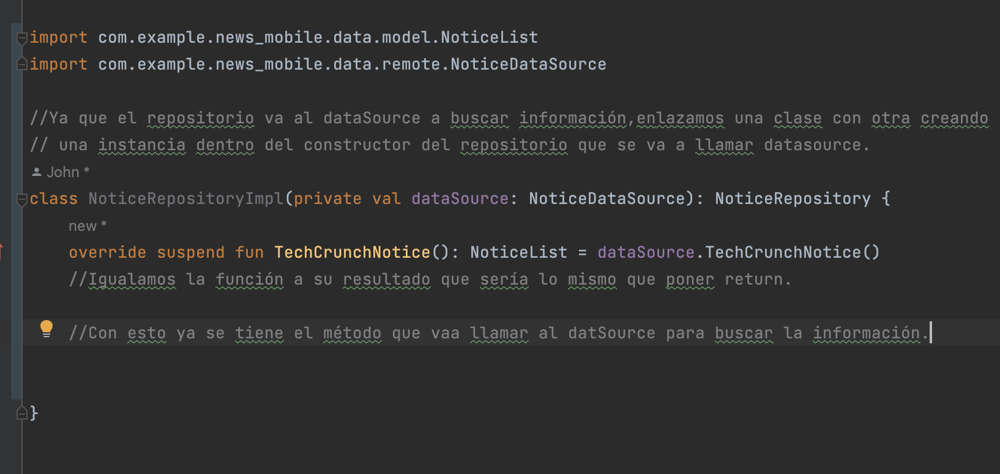 import com.example.news_mobile.data.model.NoticeList
import com.example.news_mobile.data.remote.NoticeDataSource
//Ya que el repositorio va al dataSource a buscar información,enlazamos una clase con otra creando
// una instancia dentro del constructor del repositorio que se va a llamar datasource.
John *
class NoticeRepositoryImpl(private val dataSource: NoticeDataSource): NoticeRepository {
new *
override suspend fun TechCrunchNotice(): NoticeList = dataSource.TechCrunchNotice()
//Igualamos la función a su resultado que sería lo mismo que poner return.
//Con esto ya se tiene el método que vaa llamar al datSource para buscar la información.
}